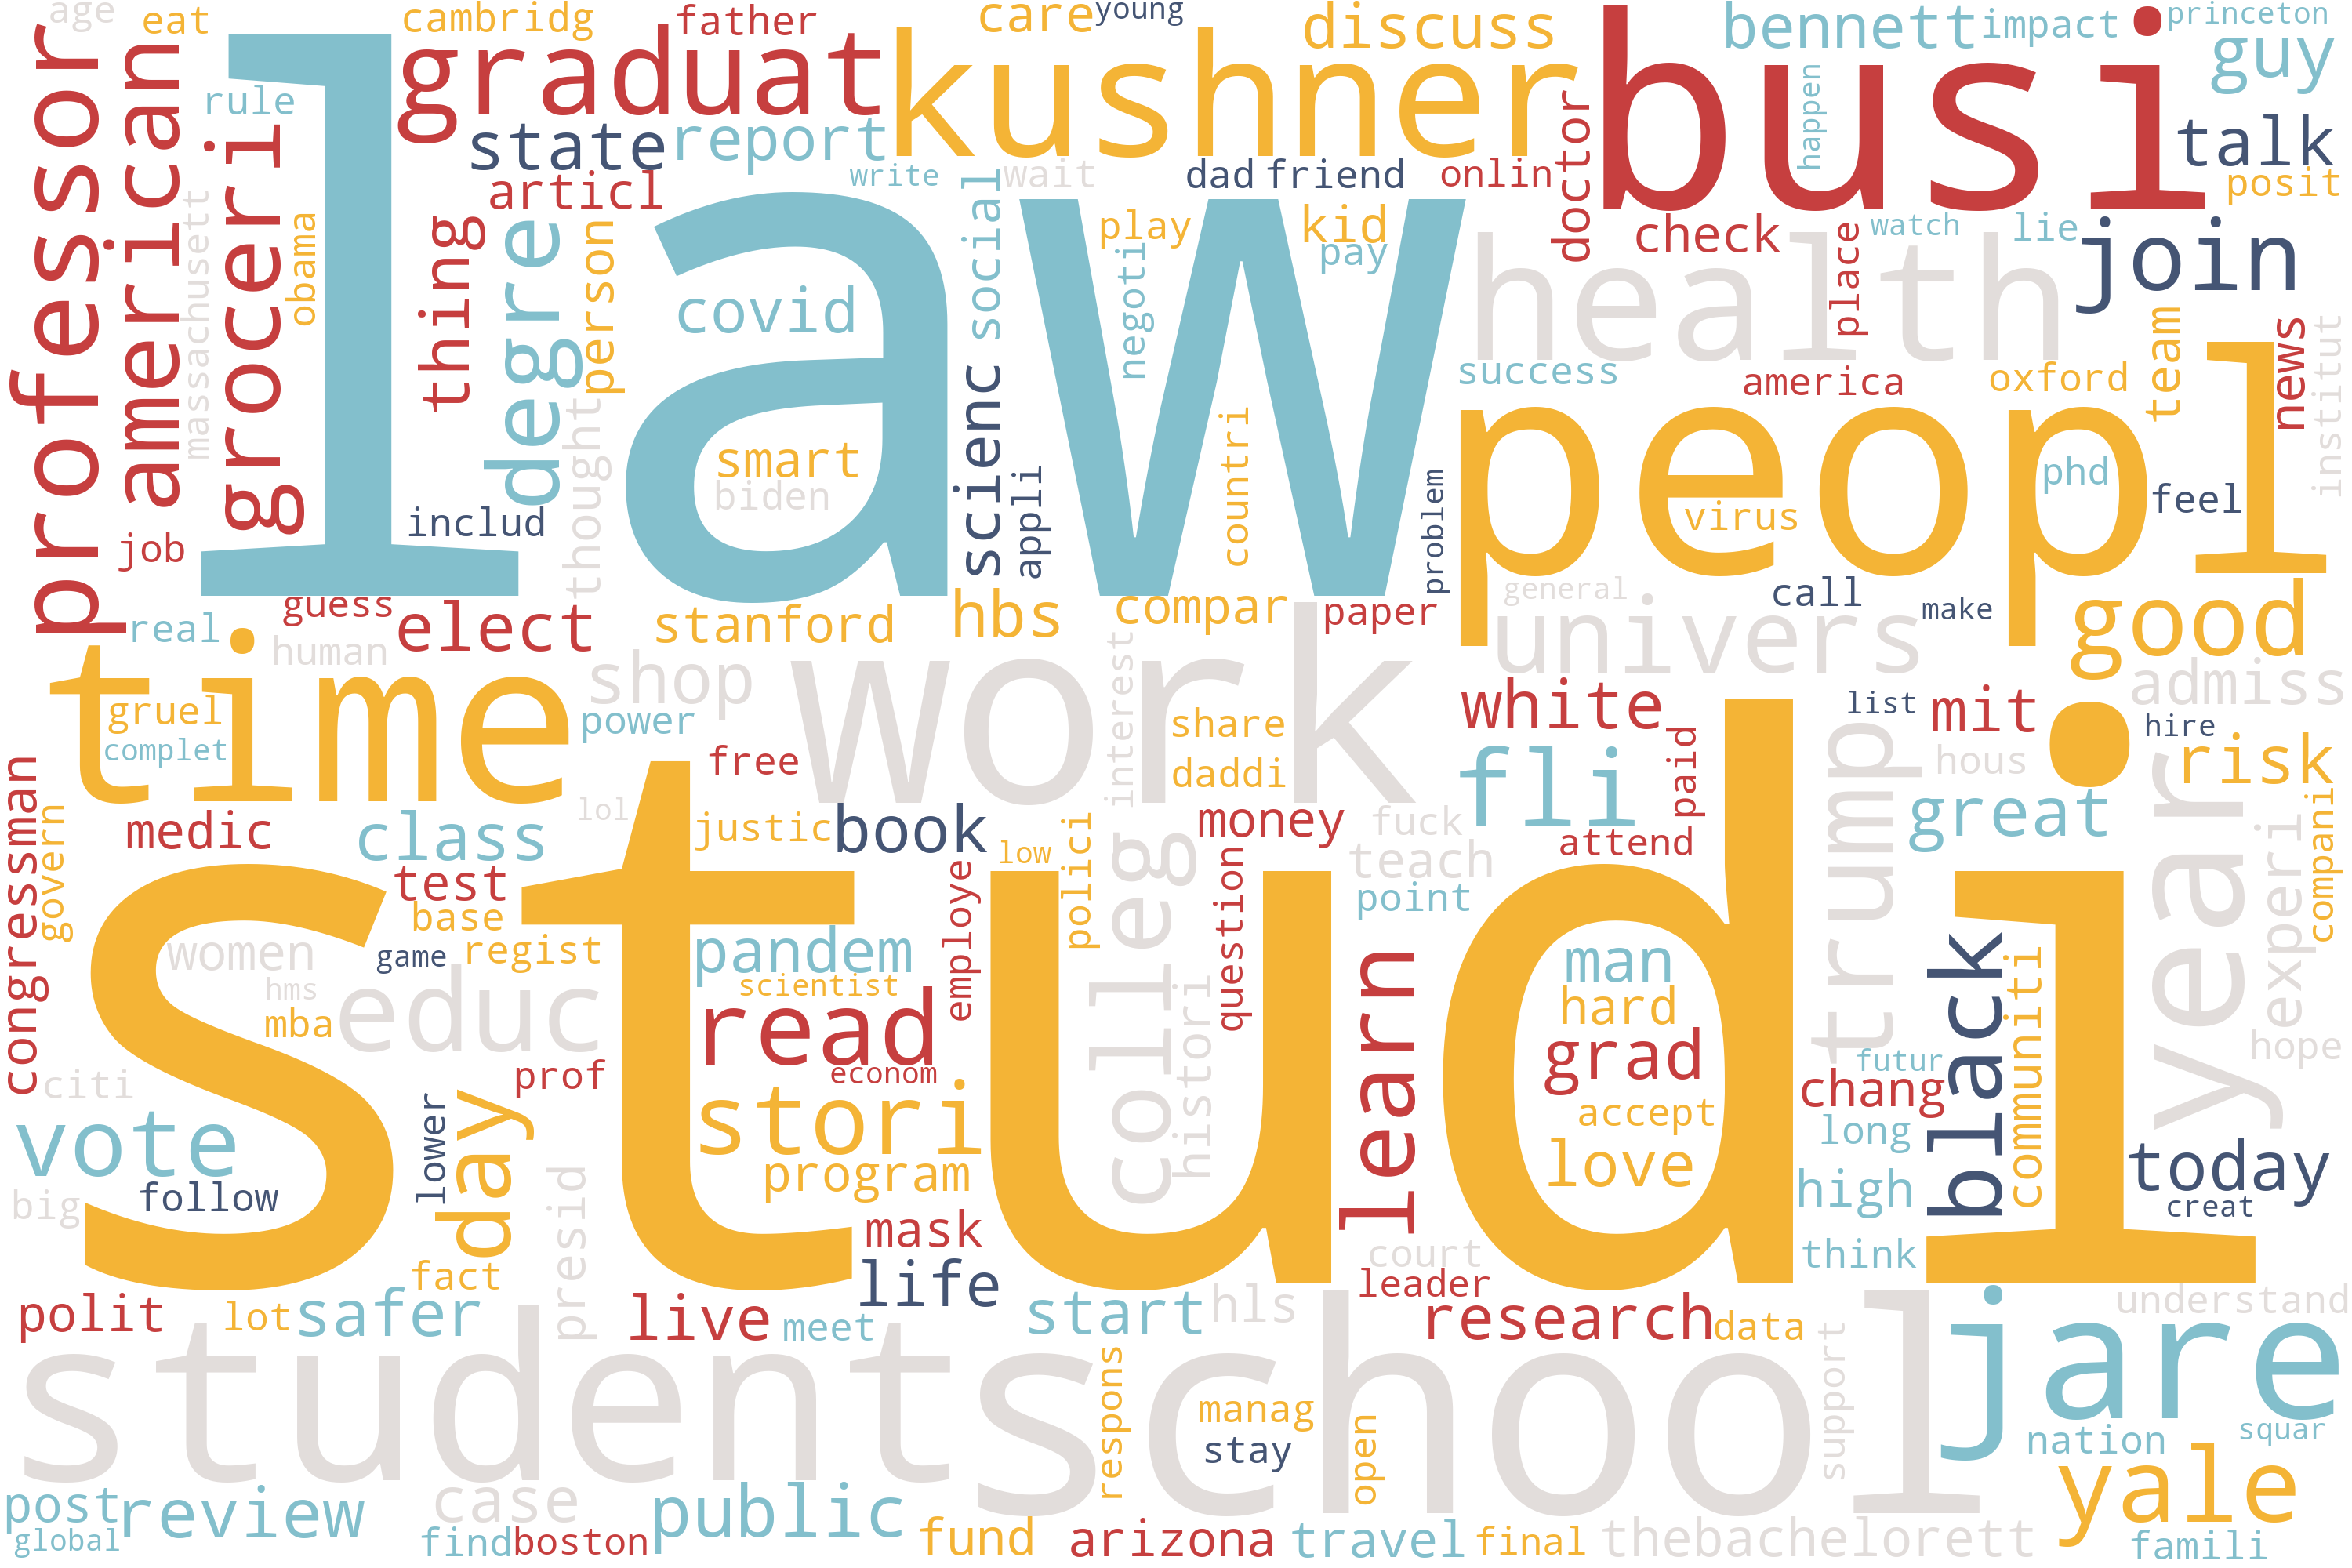 age
eat
cambridg
father
care
young
discuss
bennett
impact
princeton
guy
professor
american
groceri
rule
graduat
kushner
busi
law
state
report
articl
write
wait
dad
friend
onlin
doctor
happen
talk
posit
massachusett
obama
thing
degre
person
covid
social
play
negoti
kid
pay
check
place
watch
lie
join
health
success
america
oxford
team
news
institut
thought
smart
biden
scienc
appli
countri
problem
peopl
virus
phd
feel
job
includ
guess
real
human
elect
stanford
hbs
compar
paper
general
call
make
univers
good
time
shop
work
white
mit
admiss
gruel
complet
power
free
interest
share
daddi
paid
list
hire
hous
risk
fli
trump
great
year
congressman
govern
medic
class
lol
justic
book
low
money
fuck
teach
attend
point
experi
compani
studi
test
base
regist
game
women
hms
mba
educ
pandem
scientist
read
econom
employe
polici
colleg
histori
question
learn
man
hard
grad
accept
love
black
communiti
futur
chang
long
high
think
hope
today
creat
citi
vote
big
follow
lower
day
prof
stori
program
presid
fact
mask
life
court
leader
polit
lot
safer
live
meet
start
hls
research
data
understand
student
school
jare
respons
manag
stay
open
support
nation
squar
yale
post
global
review
case
find
boston
public
fund
arizona
travel
final
thebachelorett
famili